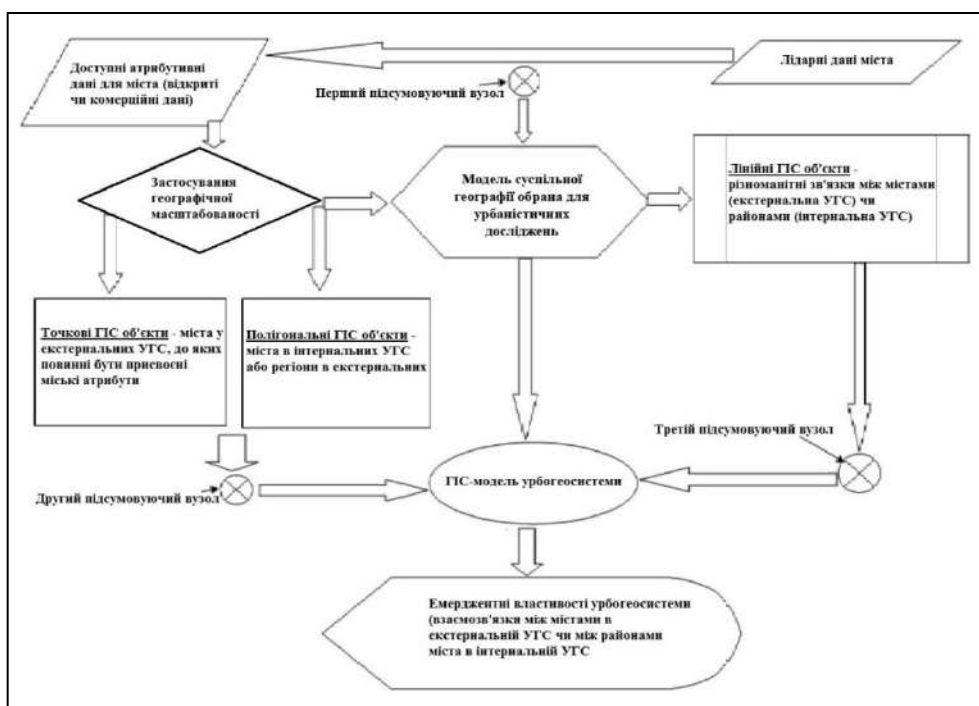 Доступні атрибутивні
дані для міста (відкриті
чи комерційні дані)
Лідарні дані міста
Перший підсумовуючий вузол
Застосування
географічної
масштабованості
Модель суспільної
географії обрана для
урбаністичних
досліджень
Лінійні ГІС об'єкти -
різноманітні зв'язки між містами
(екстернальна УГС) чи
районами (інтернальна УГС)
Точкові ГІС об'єкти - міста у
екстернальних УГС, до яких
повинні бути присвоєні
міські атрибути
Полігональні ГІС об'єкти -
міста в інтернальних УГС
або регіони в екстернальних
Третій підсумовуючий вузол
Другий підсумовуючий вузол
ГІС-модель урбогеосистеми
Емерджентні властивості урбогеосистеми
(взаємозв'язки між містами в
екстернальній УГС чи між районами
міста в інтернальній УГС